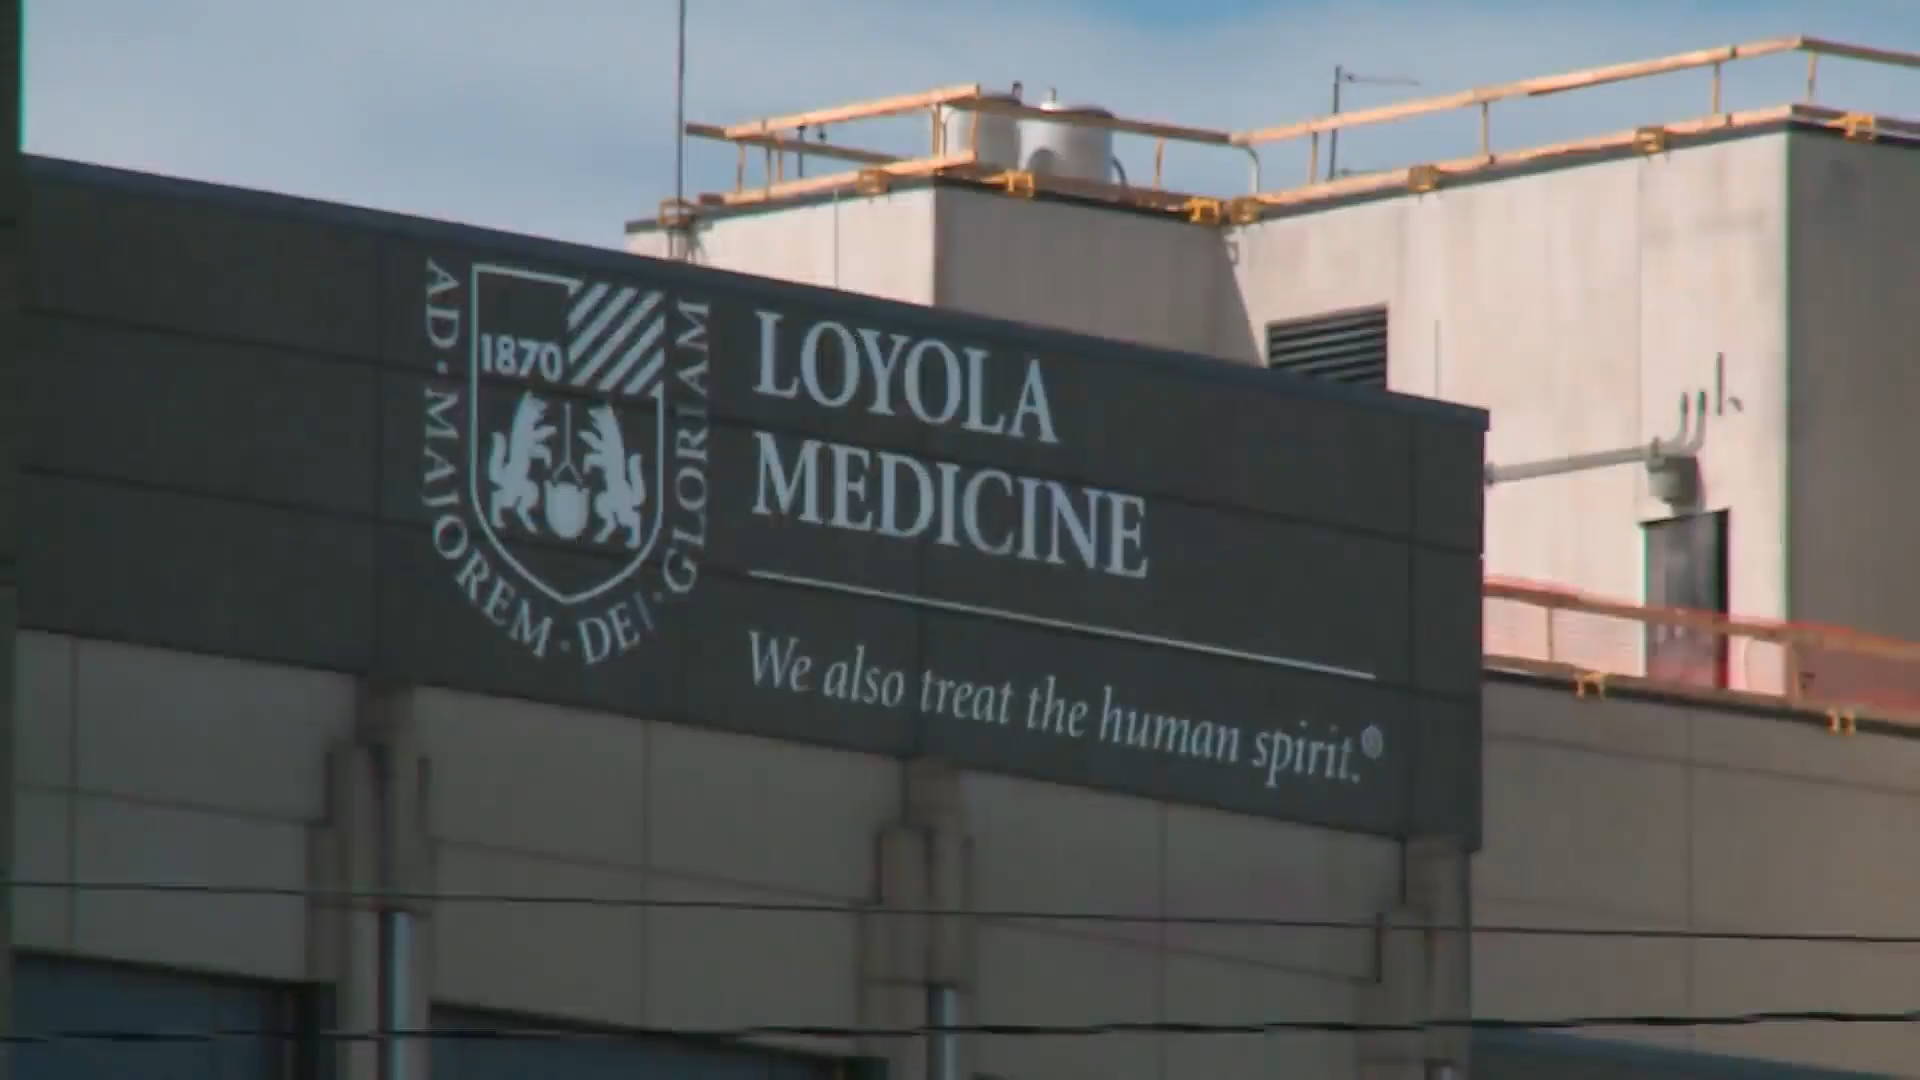 AD · MAJOREM · DEI · GLORIAM
1870
LOYOLA
MEDICINE
We also treat the human spirit.®